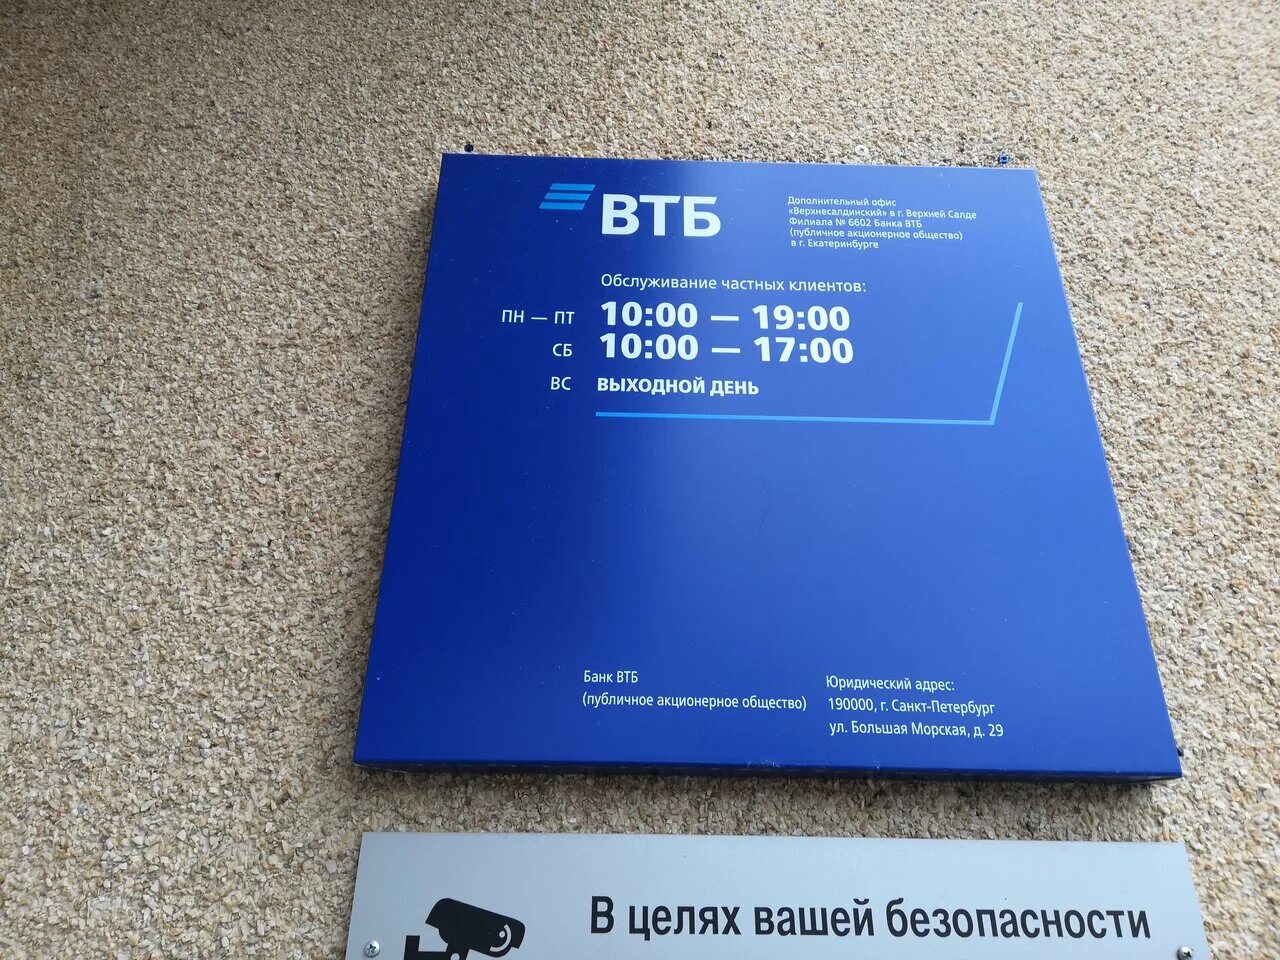 ВТБ
Дополнительный офис
«Верхнесалдинский» в г. Верхней Салде
Филиала № 6602 Банка ВТБ
(публичное акционерное общество)
в г. Екатеринбурге
Обслуживание частных клиентов:
ПН — ПТ 10:00 — 19:00
СБ 10:00 — 17:00
ВС ВЫХОДНОЙ ДЕНЬ
Банк ВТБ
(публичное акционерное общество)
Юридический адрес:
190000, г. Санкт-Петербург
ул. Большая Морская, д. 29
В целях вашей безопасности